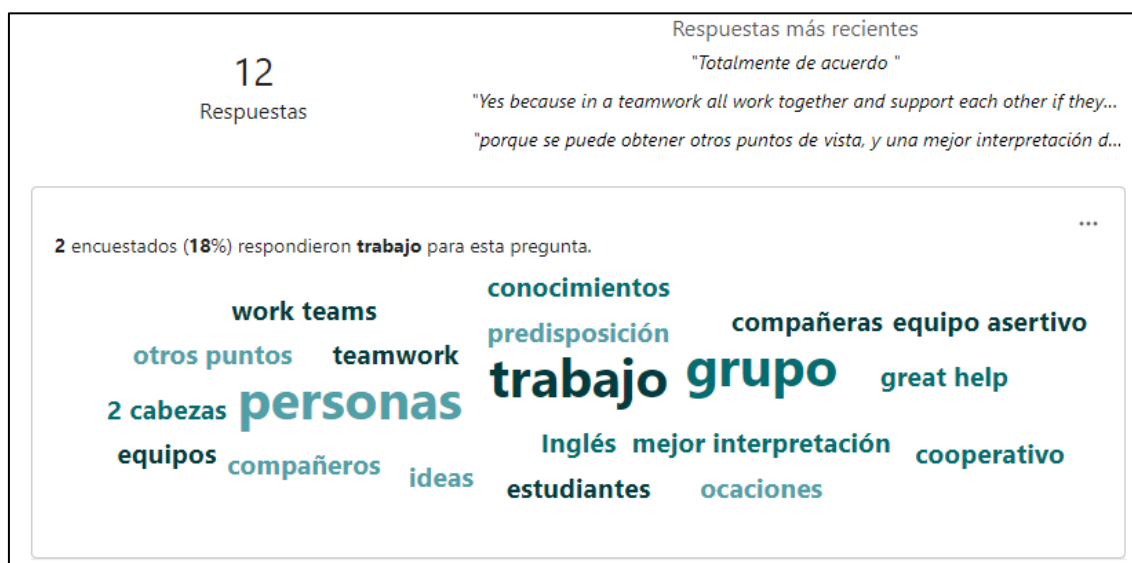 12
Respuestas
Respuestas más recientes
"Totalmente de acuerdo "
"Yes because in a teamwork all work together and support each other if they...
"porque se puede obtener otros puntos de vista, y una mejor interpretación d...
...
2 encuestados (18%) respondieron trabajo para esta pregunta.
conocimientos
work teams
predisposición
compañeras equipo asertivo
otros puntos
teamwork
trabajo
grupo
great help
2 cabezas
personas
equipos
compañeros
ideas
Inglés
mejor interpretación
cooperativo
estudiantes
ocaciones